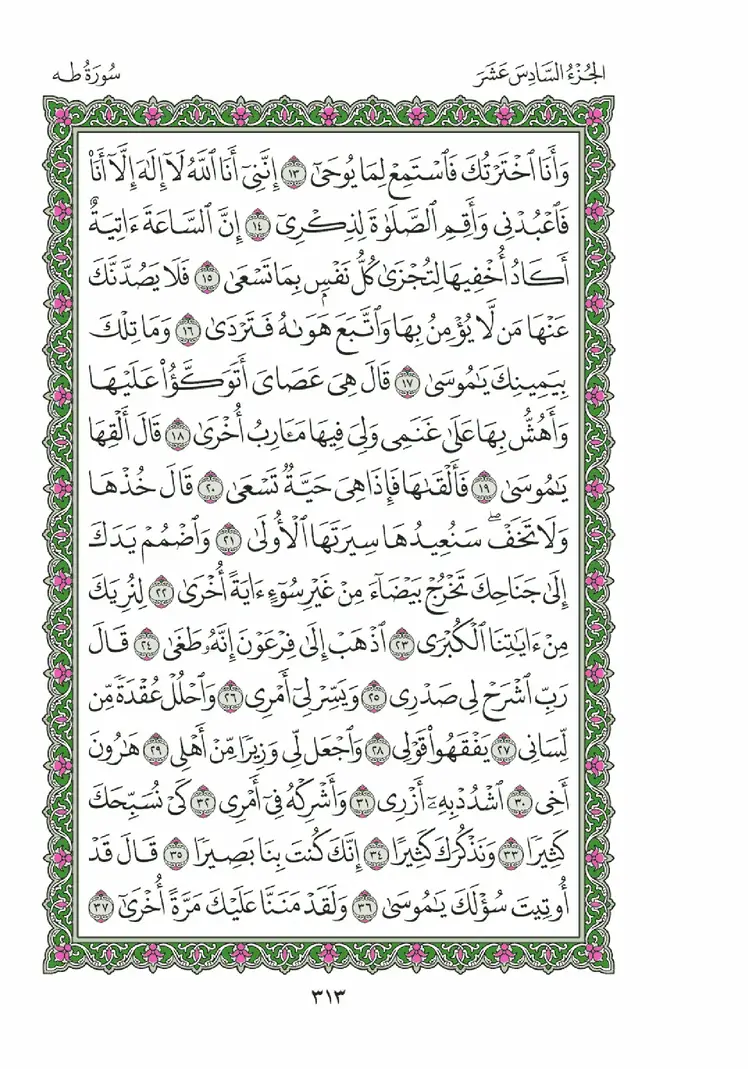 الجُزْءُ السَّادِسَ عَشَرَ
سُورَةُ طه
وَأَنَا ٱخۡتَرۡتُكَ فَٱسۡتَمِعۡ لِمَا يُوحَىٰٓ ١٣ إِنَّنِيٓ أَنَا ٱللَّهُ لَآ إِلَٰهَ إِلَّآ أَنَا۠
فَٱعۡبُدۡنِي وَأَقِمِ ٱلصَّلَوٰةَ لِذِكۡرِيٓ ١٤ إِنَّ ٱلسَّاعَةَ ءَاتِيَةٌ
أَكَادُ أُخۡفِيهَا لِتُجۡزَىٰ كُلُّ نَفۡسِۭ بِمَا تَسۡعَىٰ ١٥ فَلَا يَصُدَّنَّكَ
عَنۡهَا مَن لَّا يُؤۡمِنُ بِهَا وَٱتَّبَعَ هَوَىٰهُ فَتَرۡدَىٰ ١٦ وَمَا تِلۡكَ
بِيَمِينِكَ يَٰمُوسَىٰ ١٧ قَالَ هِيَ عَصَايَ أَتَوَكَّؤُاْ عَلَيۡهَا
وَأَهُشُّ بِهَا عَلَىٰ غَنَمِي وَلِيَ فِيهَا مَـَٔارِبُ أُخۡرَىٰ ١٨ قَالَ أَلۡقِهَا
يَٰمُوسَىٰ ١٩ فَأَلۡقَىٰهَا فَإِذَا هِيَ حَيَّةٞ تَسۡعَىٰ ٢٠ قَالَ خُذۡهَا
وَلَا تَخَفۡۖ سَنُعِيدُهَا سِيرَتَهَا ٱلۡأُولَىٰ ٢١ وَٱضۡمُمۡ يَدَكَ
إِلَىٰ جَنَاحِكَ تَخۡرُجۡ بَيۡضَآءَ مِنۡ غَيۡرِ سُوٓءٍ ءَايَةً أُخۡرَىٰ ٢٢ لِنُرِيَكَ
مِنۡ ءَايَٰتِنَا ٱلۡكُبۡرَى ٢٣ ٱذۡهَبۡ إِلَىٰ فِرۡعَوۡنَ إِنَّهُۥ طَغَىٰ ٢٤ قَالَ
رَبِّ ٱشۡرَحۡ لِي صَدۡرِي ٢٥ وَيَسِّرۡ لِيٓ أَمۡرِي ٢٦ وَٱحۡلُلۡ عُقۡدَةٗ مِّن
لِّسَانِي ٢٧ يَفۡقَهُواْ قَوۡلِي ٢٨ وَٱجۡعَل لِّي وَزِيرٗا مِّنۡ أَهۡلِي ٢٩ هَٰرُونَ
أَخِي ٣٠ ٱشۡدُدۡ بِهِۦٓ أَزۡرِي ٣١ وَأَشۡرِكۡهُ فِيٓ أَمۡرِي ٣٢ كَيۡ نُسَبِّحَكَ
كَثِيرٗا ٣٣ وَنَذۡكُرَكَ كَثِيرًا ٣٤ إِنَّكَ كُنتَ بِنَا بَصِيرٗا ٣٥ قَالَ قَدۡ
أُوتِيتَ سُؤۡلَكَ يَٰمُوسَىٰ ٣٦ وَلَقَدۡ مَنَنَّا عَلَيۡكَ مَرَّةً أُخۡرَىٰٓ ٣٧
٣١٣